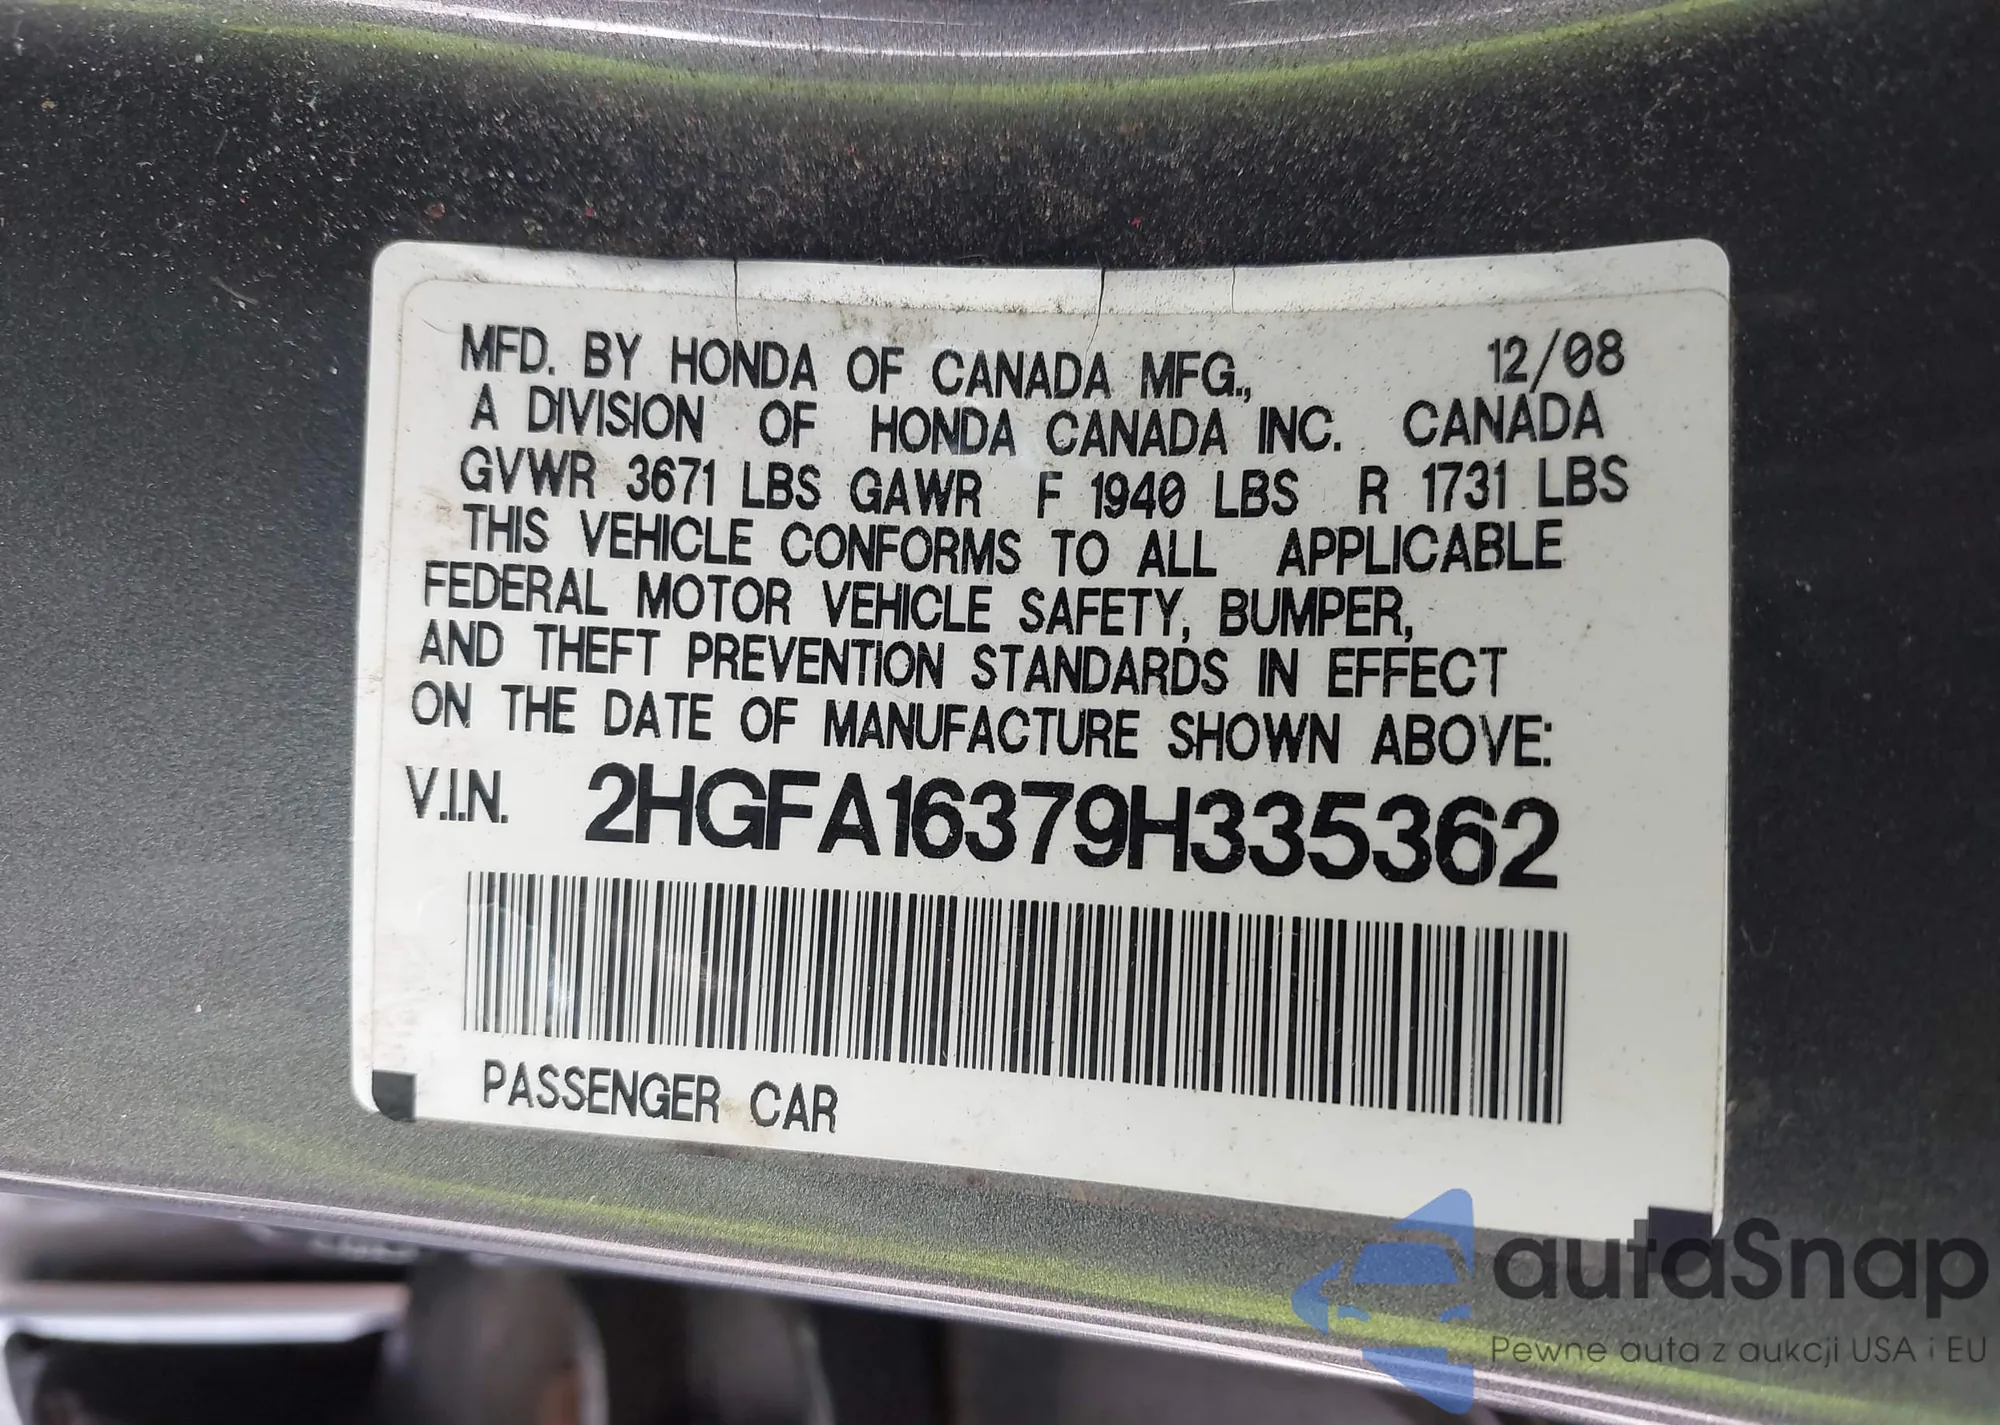 MFD. BY HONDA OF CANADA MFG., 12/08
A DIVISION OF HONDA CANADA INC. CANADA
GVWR 3671 LBS GAWR F 1940 LBS R 1731 LBS
THIS VEHICLE CONFORMS TO ALL APPLICABLE
FEDERAL MOTOR VEHICLE SAFETY, BUMPER,
AND THEFT PREVENTION STANDARDS IN EFFECT
ON THE DATE OF MANUFACTURE SHOWN ABOVE:
V.I.N. 2HGFA16379H335362
PASSENGER CAR
autaSnap
Pewne auta z aukcji USA i EU